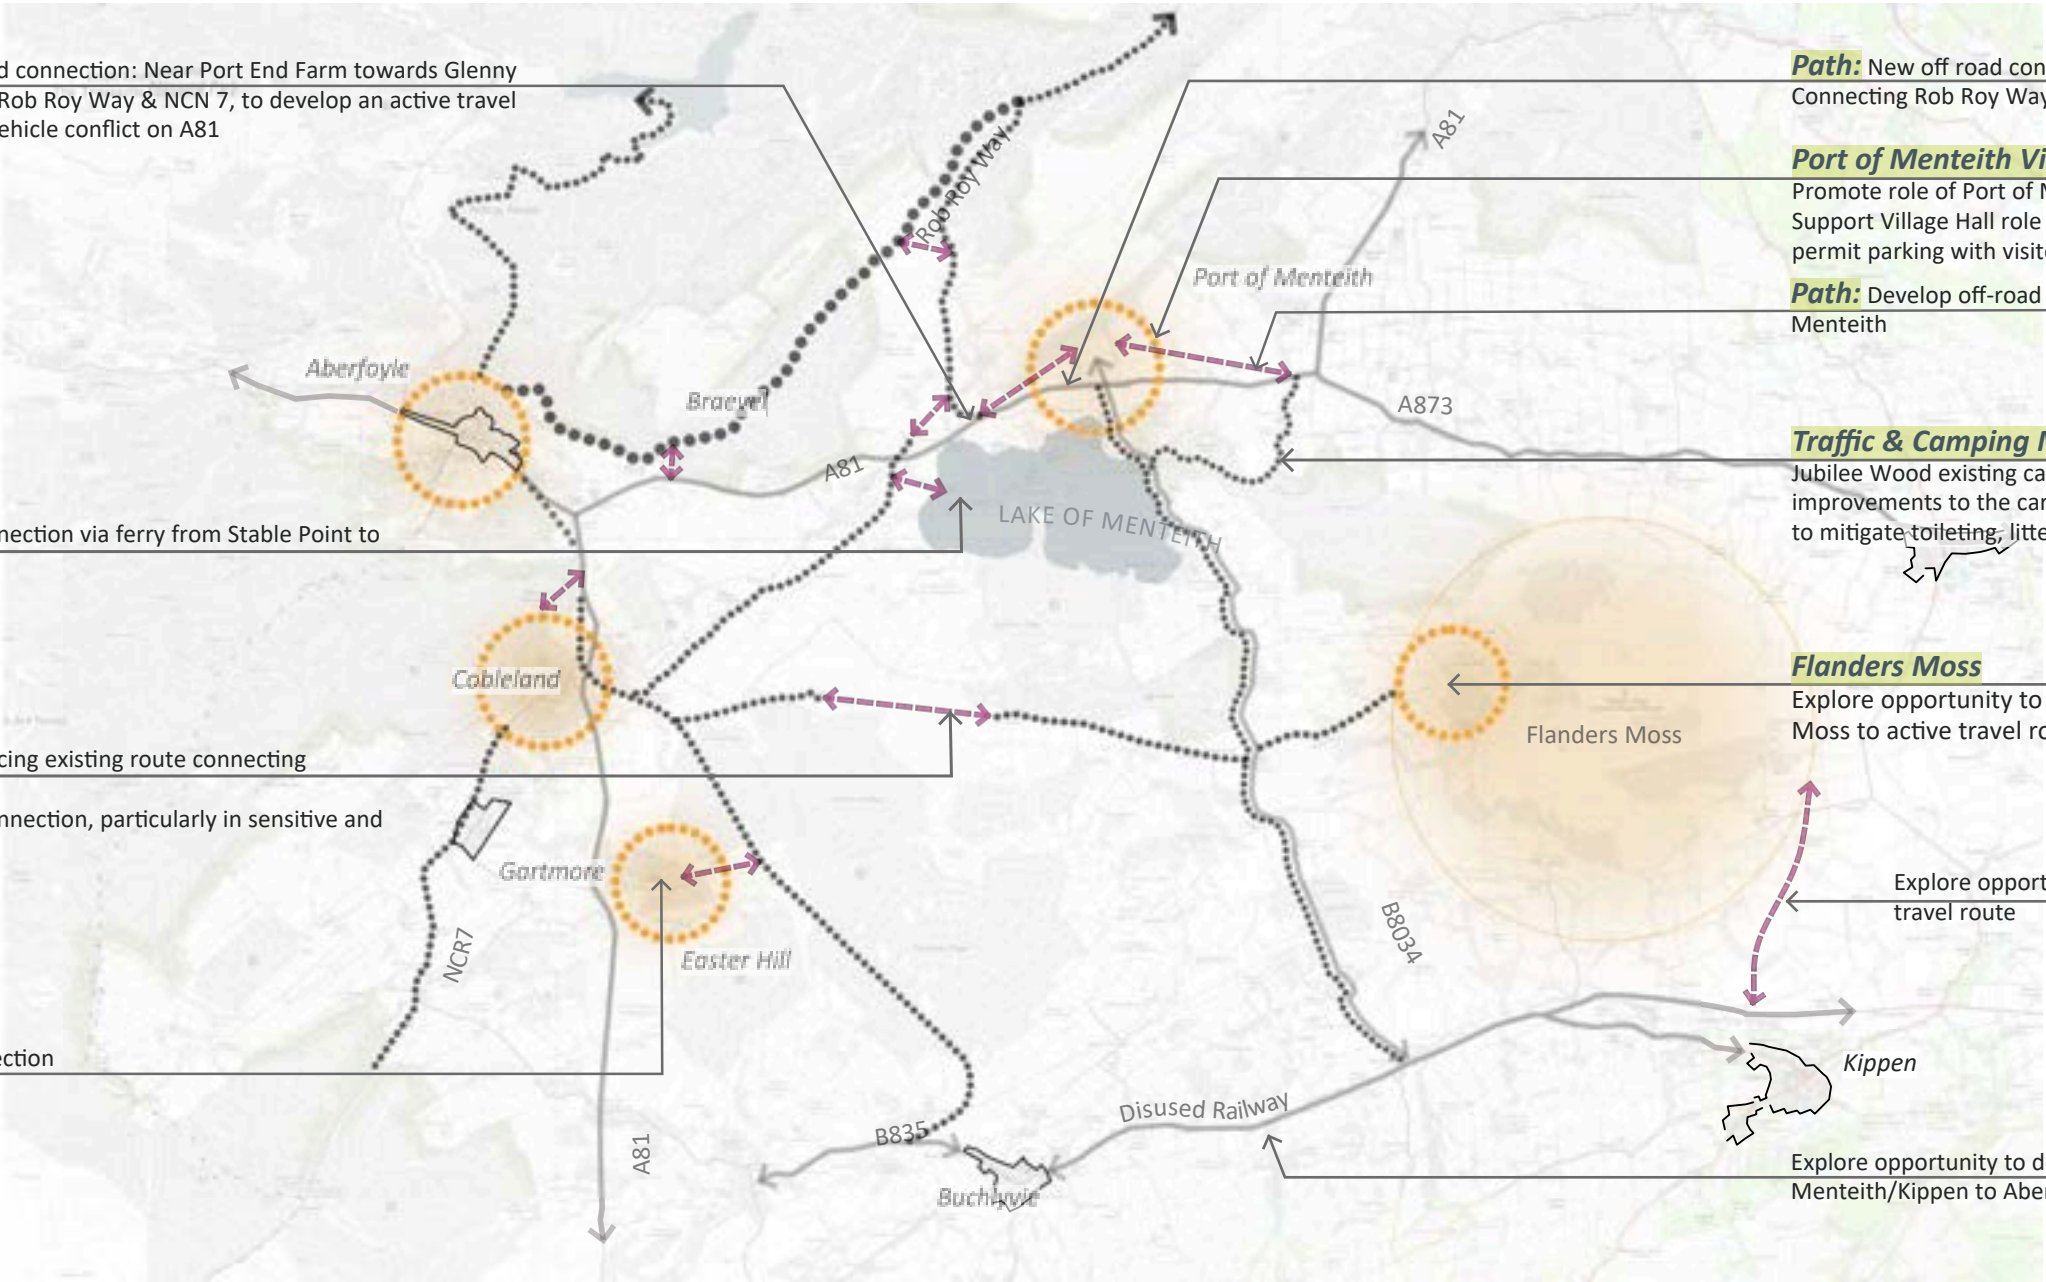 d connection: Near Port End Farm towards Glenny
Rob Roy Way & NCN 7, to develop an active travel
ehicle conflict on A81
Path: New off road con
Connecting Rob Roy Way
Port of Menteith Vi
Promote role of Port of M
Support Village Hall role
permit parking with visite
Path: Develop off-road
Menteith
A81
Rob Roy Way
Port of Menteith
Aberfoyle
Braeval
A873
A81
Traffic & Camping M
Jubilee Wood existing ca
improvements to the car
to mitigate toileting, litte
nection via ferry from Stable Point to
LAKE OF MENTEITH
Cobleland
Flanders Moss
Explore opportunity to
Moss to active travel ro
Flanders Moss
cing existing route connecting
nnection, particularly in sensitive and
Gartmore
Explore opport
travel route
NCR7
B8034
Easter Hill
ection
Kippen
Disused Railway
B835
A81
Explore opportunity to d
Menteith/Kippen to Aber
Buchlyvie